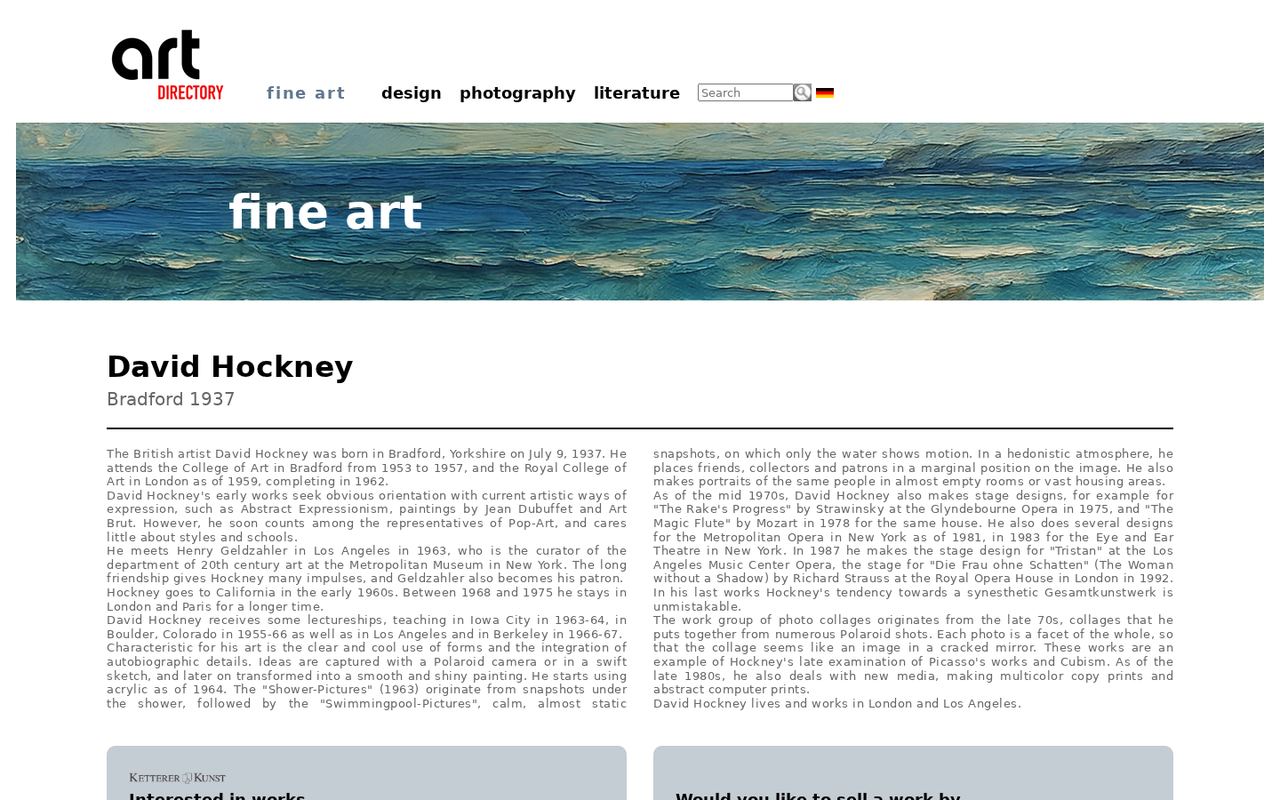 art
DIRECTORY
fine art
design
photography
literature
Search
fine art
David Hockney
Bradford 1937
The British artist David Hockney was born in Bradford, Yorkshire on July 9, 1937. He
attends the College of Art in Bradford from 1953 to 1957, and the Royal College of
Art in London as of 1959, completing in 1962.
David Hockney's early works seek obvious orientation with current artistic ways of
expression, such as Abstract Expressionism, paintings by Jean Dubuffet and Art
Brut. However, he soon counts among the representatives of Pop-Art, and cares
little about styles and schools.
He meets Henry Geldzahler in Los Angeles in 1963, who is the curator of the
department of 20th century art at the Metropolitan Museum in New York. The long
friendship gives Hockney many impulses, and Geldzahler also becomes his patron.
Hockney goes to California in the early 1960s. Between 1968 and 1975 he stays in
London and Paris for a longer time.
David Hockney receives some lectureships, teaching in Iowa City in 1963-64, in
Boulder, Colorado in 1955-66 as well as in Los Angeles and in Berkeley in 1966-67.
Characteristic for his art is the clear and cool use of forms and the integration of
autobiographic details. Ideas are captured with a Polaroid camera or in a swift
sketch, and later on transformed into a smooth and shiny painting. He starts using
acrylic as of 1964. The "Shower-Pictures" (1963) originate from snapshots under
the shower, followed by the "Swimmingpool-Pictures", calm, almost static
snapshots, on which only the water shows motion. In a hedonistic atmosphere, he
places friends, collectors and patrons in a marginal position on the image. He also
makes portraits of the same people in almost empty rooms or vast housing areas.
As of the mid 1970s, David Hockney also makes stage designs, for example for
"The Rake's Progress" by Strawinsky at the Glyndebourne Opera in 1975, and "The
Magic Flute" by Mozart in 1978 for the same house. He also does several designs
for the Metropolitan Opera in New York as of 1981, in 1983 for the Eye and Ear
Theatre in New York. In 1987 he makes the stage design for "Tristan" at the Los
Angeles Music Center Opera, the stage for "Die Frau ohne Schatten" (The Woman
without a Shadow) by Richard Strauss at the Royal Opera House in London in 1992.
In his last works Hockney's tendency towards a synesthetic Gesamtkunstwerk is
unmistakable.
The work group of photo collages originates from the late 70s, collages that he
puts together from numerous Polaroid shots. Each photo is a facet of the whole, so
that the collage seems like an image in a cracked mirror. These works are an
example of Hockney's late examination of Picasso's works and Cubism. As of the
late 1980s, he also deals with new media, making multicolor copy prints and
abstract computer prints.
David Hockney lives and works in London and Los Angeles.
KETTERER KUNST
Interested in works
Would you like to sell a work by